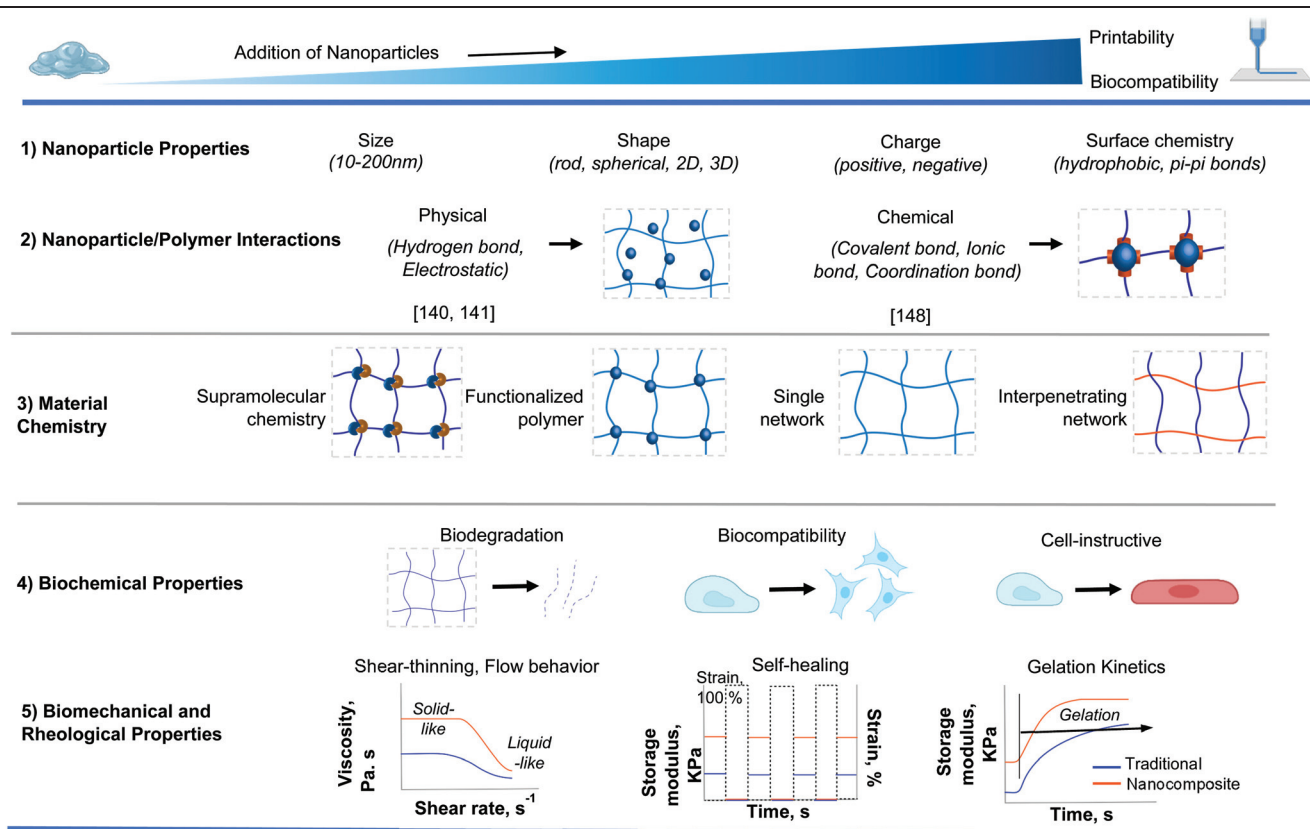 Addition of Nanoparticles
Printability
Biocompatibility
1) Nanoparticle Properties
Size
(10-200nm)
Shape
(rod, spherical, 2D, 3D)
Charge
(positive, negative)
Surface chemistry
(hydrophobic, pi-pi bonds)
2) Nanoparticle/Polymer Interactions
Physical
(Hydrogen bond,
Electrostatic)
[140, 141]
Chemical
(Covalent bond, Ionic
bond, Coordination bond)
[148]
3) Material
Chemistry
Supramolecular
chemistry
Functionalized
polymer
Single
network
Interpenetrating
network
4) Biochemical Properties
Biodegradation
Biocompatibility
Cell-instructive
5) Biomechanical and
Rheological Properties
Shear-thinning, Flow behavior
Viscosity,
Pa. s
Solid-
like
Liquid
-like
Shear rate, s⁻¹
Self-healing
Strain,
100 %
Storage
modulus,
KPa
Strain, %
Time, s
Gelation Kinetics
Storage
modulus,
KPa
Gelation
Traditional
Nanocomposite
Time, s